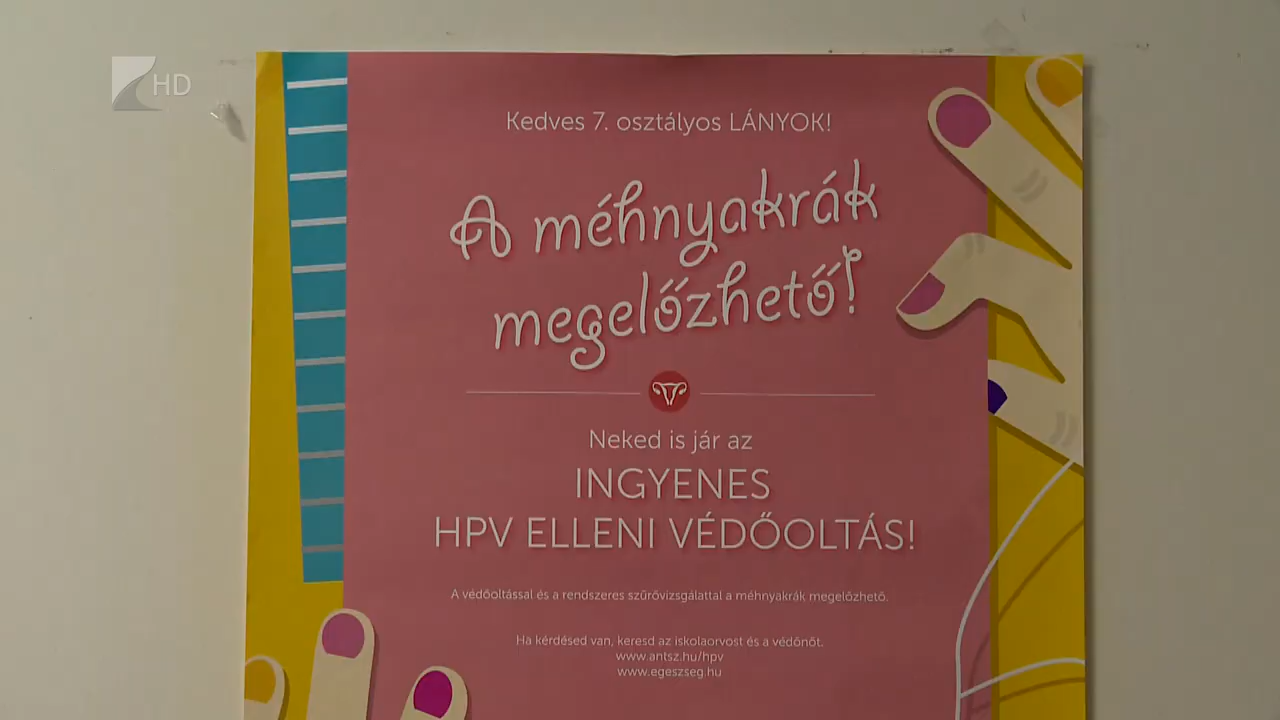 HD
Kedves 7. osztályos LÁNYOK!
A méhnyakrák
megelőzhető!
Neked is jár az
INGYENES
HPV ELLENI VÉDŐOLTÁS!
A védőoltással és a rendszeres szűrővizsgálattal a méhnyakrák megelőzhető.
Ha kérdésed van, keresd az iskolaorvost és a védőnőt.
www.antsz.hu/hpv
www.egeszseg.hu